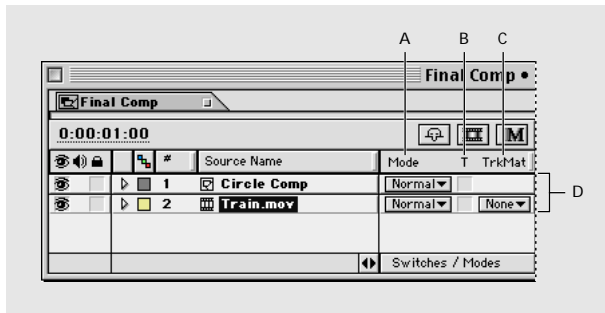 A B C
Final Comp •
Final Comp
0:00:01:00
M
# Source Name Mode T TrkMat
1 Circle Comp Normal
2 Train.mov Normal None
D
Switches / Modes